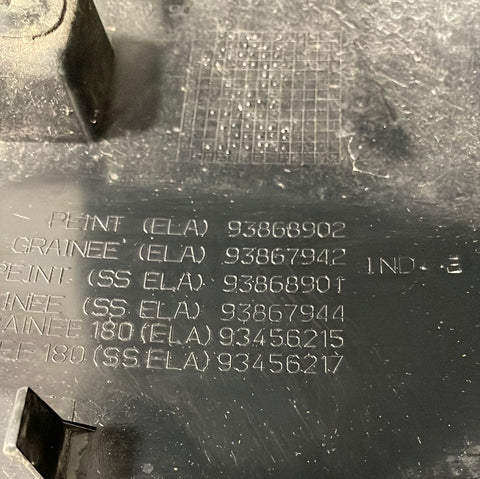 PEINT (ELA) 93868902
GRAINEE (ELA) 93867942 IND. E
PEINT (SS ELA) 93868901
INEE (SS ELA) 93867944
AINEE 180 (ELA) 93456215
EE 180 (SS ELA) 93456217